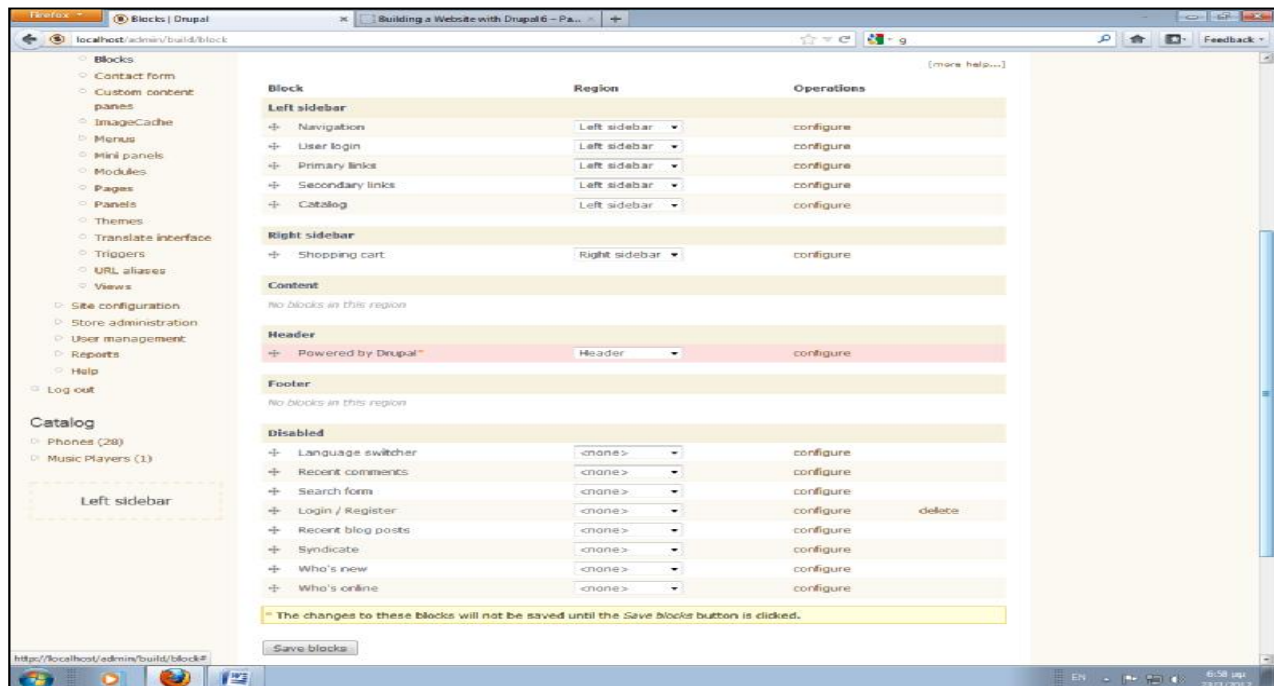 Firefox
Blocks | Drupal
Building a Website with Drupal 6 – Pa...
localhost/admin/build/block
g
Feedback
Blocks
Contact form
Custom content
panes
ImageCache
Menus
Mini panels
Modules
Pages
Panels
Themes
Translate interface
Triggers
URL aliases
Views
Site configuration
Store administration
User management
Reports
Help
Log out
Catalog
Phones (28)
Music Players (1)
Left sidebar
[more help...]
Block Region Operations
Left sidebar
Navigation Left sidebar configure
User login Left sidebar configure
Primary links Left sidebar configure
Secondary links Left sidebar configure
Catalog Left sidebar configure
Right sidebar
Shopping cart Right sidebar configure
Content
No blocks in this region
Header
Powered by Drupal* Header configure
Footer
No blocks in this region
Disabled
Language switcher <none> configure
Recent comments <none> configure
Search form <none> configure
Login / Register <none> configure delete
Recent blog posts <none> configure
Syndicate <none> configure
Who's new <none> configure
Who's online <none> configure
* The changes to these blocks will not be saved until the Save blocks button is clicked.
Save blocks
http://localhost/admin/build/block#
EN
6:58 μμ